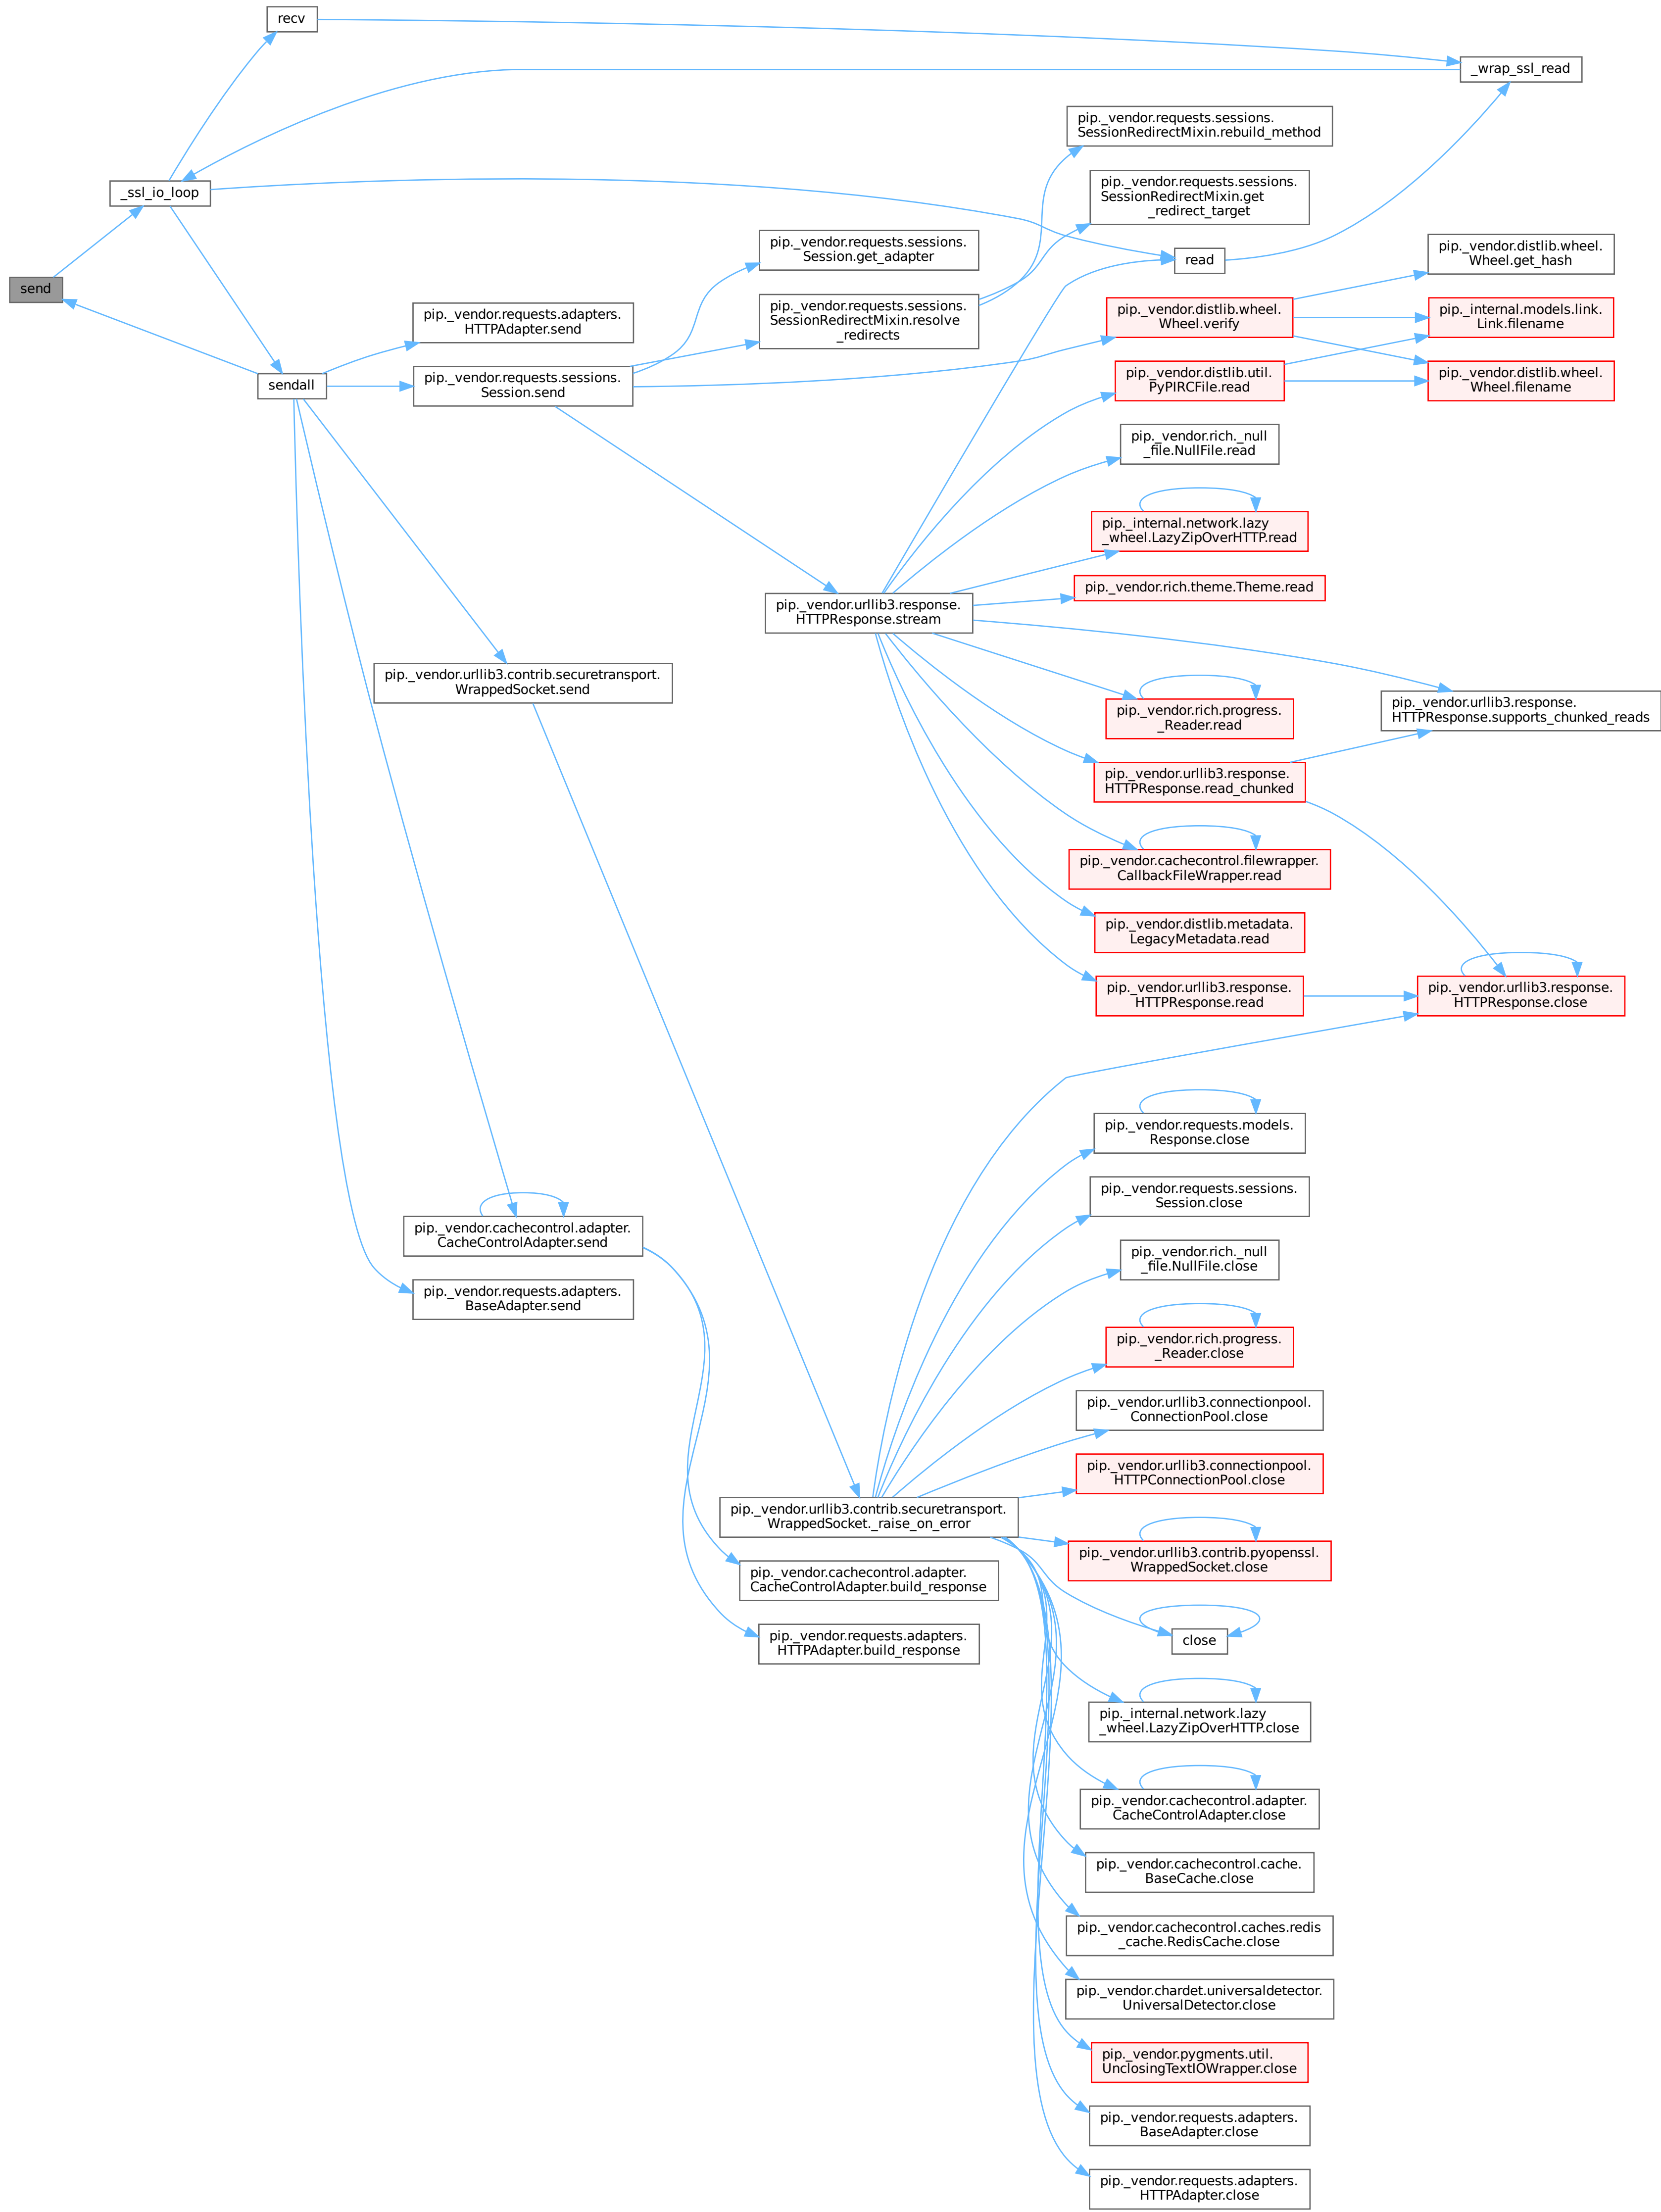 recv
_wrap_ssl_read
pip._vendor.requests.sessions.
SessionRedirectMixin.rebuild_method
_ssl_io_loop
pip._vendor.requests.sessions.
SessionRedirectMixin.get
_redirect_target
pip._vendor.requests.sessions.
Session.get_adapter
read
pip._vendor.distlib.wheel.
Wheel.get_hash
send
pip._vendor.requests.adapters.
HTTPAdapter.send
pip._vendor.requests.sessions.
SessionRedirectMixin.resolve
_redirects
pip._vendor.distlib.wheel.
Wheel.verify
pip._internal.models.link.
Link.filename
sendall
pip._vendor.requests.sessions.
Session.send
pip._vendor.distlib.util.
PyPIRCFile.read
pip._vendor.distlib.wheel.
Wheel.filename
pip._vendor.rich._null
_file.NullFile.read
pip._internal.network.lazy
_wheel.LazyZipOverHTTP.read
pip._vendor.rich.theme.Theme.read
pip._vendor.urllib3.response.
HTTPResponse.stream
pip._vendor.urllib3.contrib.securetransport.
WrappedSocket.send
pip._vendor.rich.progress.
_Reader.read
pip._vendor.urllib3.response.
HTTPResponse.supports_chunked_reads
pip._vendor.urllib3.response.
HTTPResponse.read_chunked
pip._vendor.cachecontrol.filewrapper.
CallbackFileWrapper.read
pip._vendor.distlib.metadata.
LegacyMetadata.read
pip._vendor.urllib3.response.
HTTPResponse.read
pip._vendor.urllib3.response.
HTTPResponse.close
pip._vendor.requests.models.
Response.close
pip._vendor.requests.sessions.
Session.close
pip._vendor.cachecontrol.adapter.
CacheControlAdapter.send
pip._vendor.rich._null
_file.NullFile.close
pip._vendor.requests.adapters.
BaseAdapter.send
pip._vendor.rich.progress.
_Reader.close
pip._vendor.urllib3.connectionpool.
ConnectionPool.close
pip._vendor.urllib3.connectionpool.
HTTPConnectionPool.close
pip._vendor.urllib3.contrib.securetransport.
WrappedSocket._raise_on_error
pip._vendor.urllib3.contrib.pyopenssl.
WrappedSocket.close
pip._vendor.cachecontrol.adapter.
CacheControlAdapter.build_response
close
pip._vendor.requests.adapters.
HTTPAdapter.build_response
pip._internal.network.lazy
_wheel.LazyZipOverHTTP.close
pip._vendor.cachecontrol.adapter.
CacheControlAdapter.close
pip._vendor.cachecontrol.cache.
BaseCache.close
pip._vendor.cachecontrol.caches.redis
_cache.RedisCache.close
pip._vendor.chardet.universaldetector.
UniversalDetector.close
pip._vendor.pygments.util.
UnclosingTextIOWrapper.close
pip._vendor.requests.adapters.
BaseAdapter.close
pip._vendor.requests.adapters.
HTTPAdapter.close